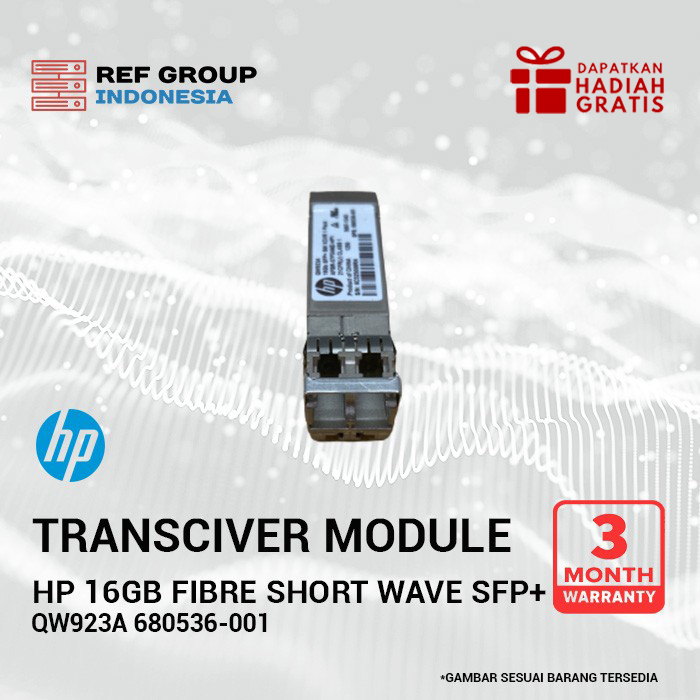 REF GROUP
INDONESIA
DAPATKAN
HADIAH
GRATIS
hp
hp
TRANSCIVER MODULE
HP 16GB FIBRE SHORT WAVE SFP+
QW923A 680536-001
3
MONTH
WARRANTY
*GAMBAR SESUAI BARANG TERSEDIA